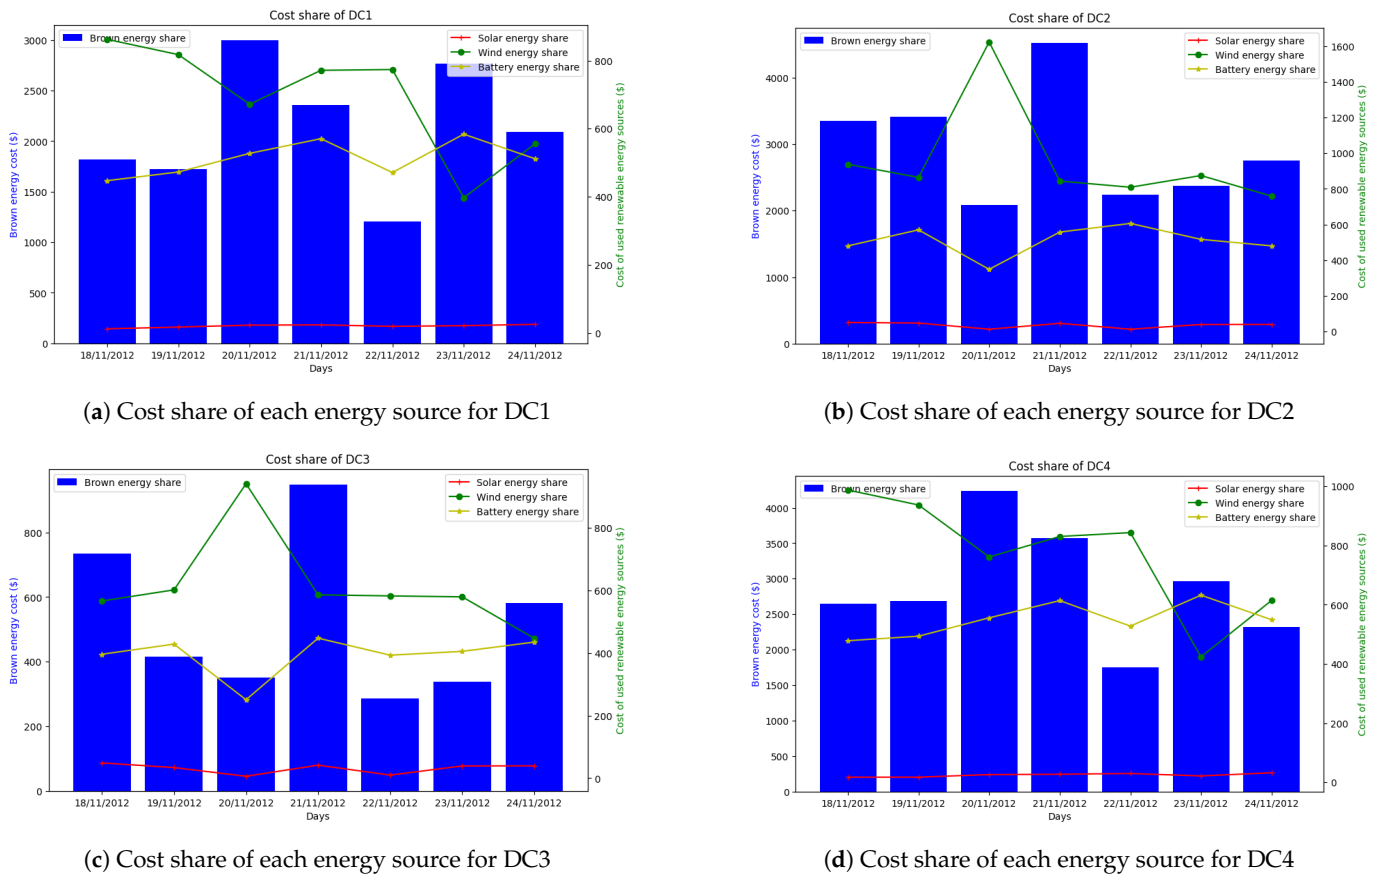 Cost share of DC1
Brown energy share
Solar energy share
Wind energy share
Battery energy share
Brown energy cost ($)
3000
2500
2000
1500
1000
500
0
Cost of used renewable energy sources ($)
800
600
400
200
0
18/11/2012 19/11/2012 20/11/2012 21/11/2012 22/11/2012 23/11/2012 24/11/2012
Days
(a) Cost share of each energy source for DC1
Cost share of DC2
Brown energy share
Solar energy share
Wind energy share
Battery energy share
Brown energy cost ($)
4000
3000
2000
1000
0
Cost of used renewable energy sources ($)
1600
1400
1200
1000
800
600
400
200
0
18/11/2012 19/11/2012 20/11/2012 21/11/2012 22/11/2012 23/11/2012 24/11/2012
Days
(b) Cost share of each energy source for DC2
Cost share of DC3
Brown energy share
Solar energy share
Wind energy share
Battery energy share
Brown energy cost ($)
800
600
400
200
0
Cost of used renewable energy sources ($)
800
600
400
200
0
18/11/2012 19/11/2012 20/11/2012 21/11/2012 22/11/2012 23/11/2012 24/11/2012
Days
(c) Cost share of each energy source for DC3
Cost share of DC4
Brown energy share
Solar energy share
Wind energy share
Battery energy share
Brown energy cost ($)
4000
3500
3000
2500
2000
1500
1000
500
0
Cost of used renewable energy sources ($)
1000
800
600
400
200
0
18/11/2012 19/11/2012 20/11/2012 21/11/2012 22/11/2012 23/11/2012 24/11/2012
Days
(d) Cost share of each energy source for DC4